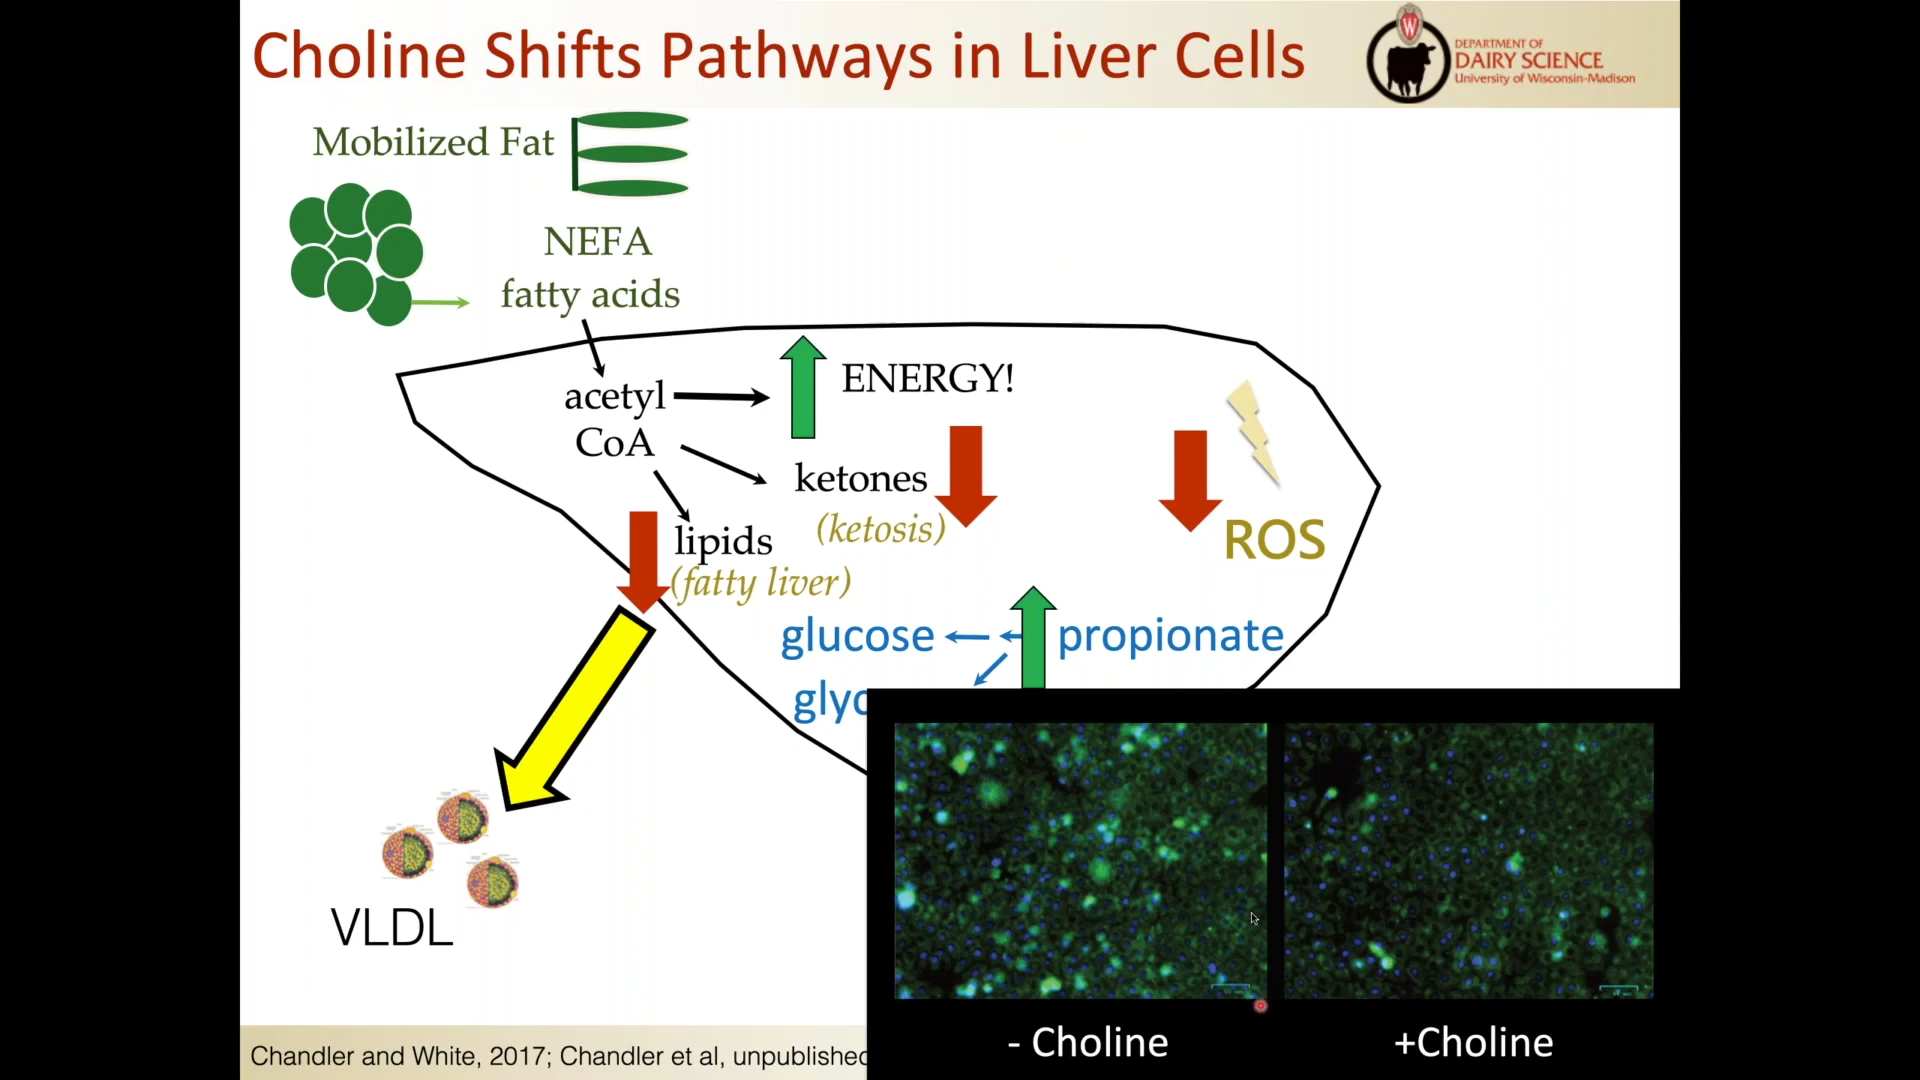 Choline Shifts Pathways in Liver Cells
W
DEPARTMENT OF
DAIRY SCIENCE
University of Wisconsin-Madison
Mobilized Fat
NEFA
fatty acids
acetyl
CoA
ENERGY!
ketones
(ketosis)
lipids
(fatty liver)
ROS
glucose
propionate
glyc
VLDL
- Choline
+Choline
Chandler and White, 2017; Chandler et al, unpublished